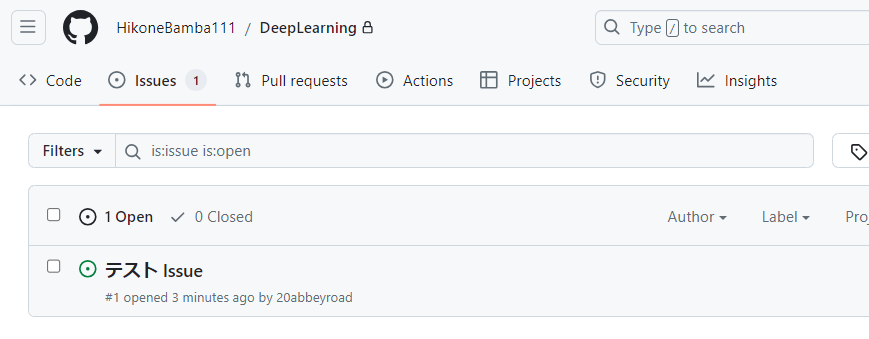 HikoneBamba111 / DeepLearning
Type / to search
Code Issues 1 Pull requests Actions Projects Security Insights
Filters is:issue is:open
1 Open 0 Closed Author Label
テスト Issue
#1 opened 3 minutes ago by 20abbeyroad